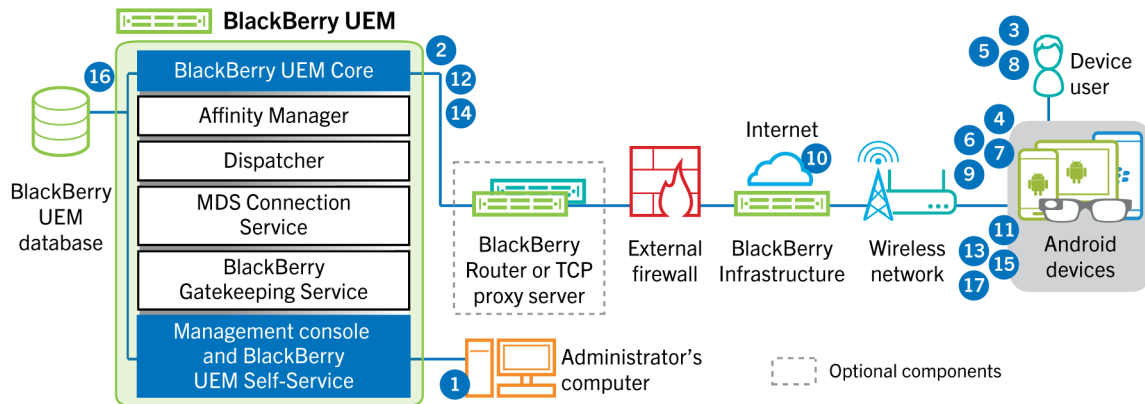 BlackBerry UEM
BlackBerry UEM Core
Affinity Manager
Dispatcher
MDS Connection
Service
BlackBerry
Gatekeeping Service
Management console
and BlackBerry
UEM Self-Service
16
BlackBerry
UEM
database
2
12
14
1
Administrator's
computer
BlackBerry
Router or TCP
proxy server
External
firewall
Internet
10
BlackBerry
Infrastructure
Wireless
network
3
5
8
Device
user
4
6
7
9
11
13
15
17
Android
devices
Optional components